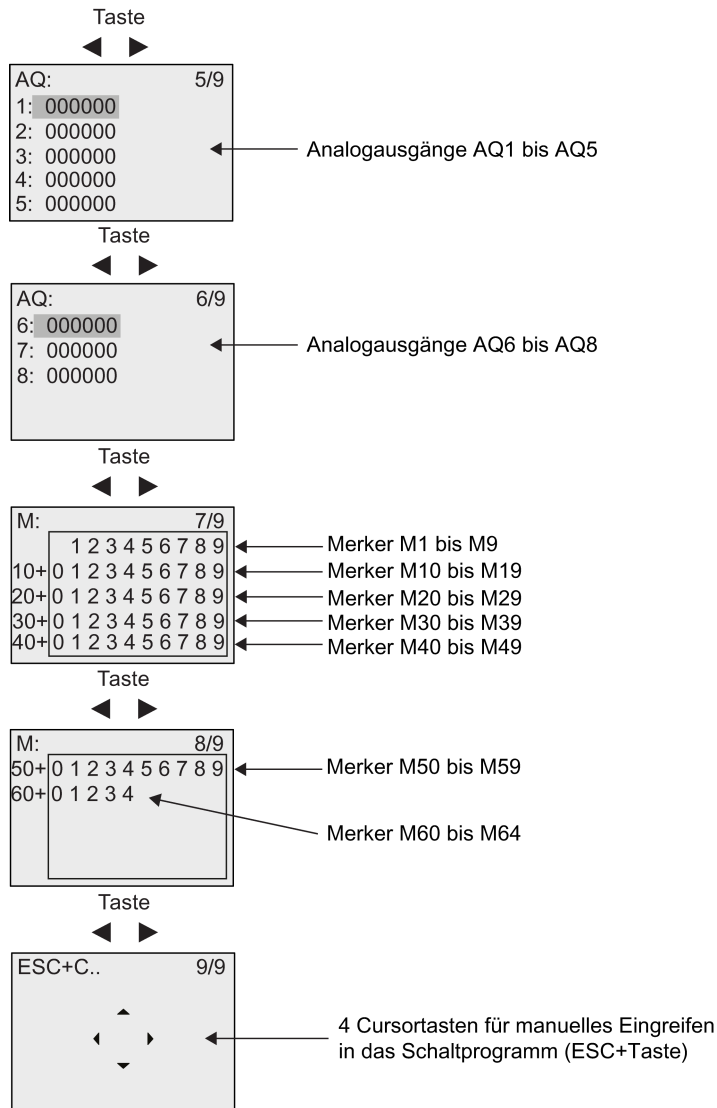 Taste
AQ: 5/9
1: 000000
2: 000000
3: 000000
4: 000000
5: 000000
Analogausgänge AQ1 bis AQ5
Taste
AQ: 6/9
6: 000000
7: 000000
8: 000000
Analogausgänge AQ6 bis AQ8
Taste
M: 7/9
1 2 3 4 5 6 7 8 9 Merker M1 bis M9
10+ 0 1 2 3 4 5 6 7 8 9 Merker M10 bis M19
20+ 0 1 2 3 4 5 6 7 8 9 Merker M20 bis M29
30+ 0 1 2 3 4 5 6 7 8 9 Merker M30 bis M39
40+ 0 1 2 3 4 5 6 7 8 9 Merker M40 bis M49
Taste
M: 8/9
50+ 0 1 2 3 4 5 6 7 8 9 Merker M50 bis M59
60+ 0 1 2 3 4
Merker M60 bis M64
Taste
ESC+C.. 9/9
4 Cursortasten für manuelles Eingreifen
in das Schaltprogramm (ESC+Taste)